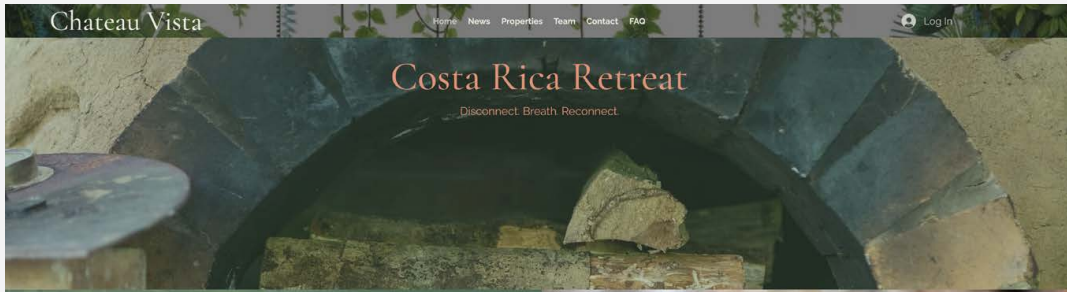 Chateau Vista
Home News Properties Team Contact FAQ
Log In
Costa Rica Retreat
Disconnect. Breath. Reconnect.